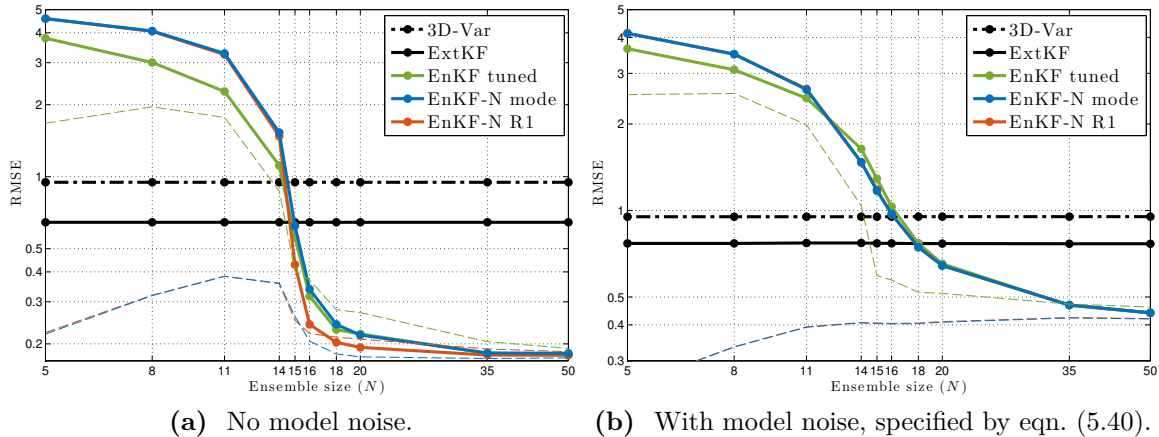 5
4
3
2
1
0.5
0.4
0.3
0.2
RMSE
3D-Var
ExtKF
EnKF tuned
EnKF-N mode
EnKF-N R1
5 8 11 14 15 16 18 20 35 50
Ensemble size (N)
(a) No model noise.
5
4
3
2
1
0.5
0.4
0.3
RMSE
3D-Var
ExtKF
EnKF tuned
EnKF-N mode
EnKF-N R1
5 8 11 14 15 16 18 20 35 50
Ensemble size (N)
(b) With model noise, specified by eqn. (5.40).